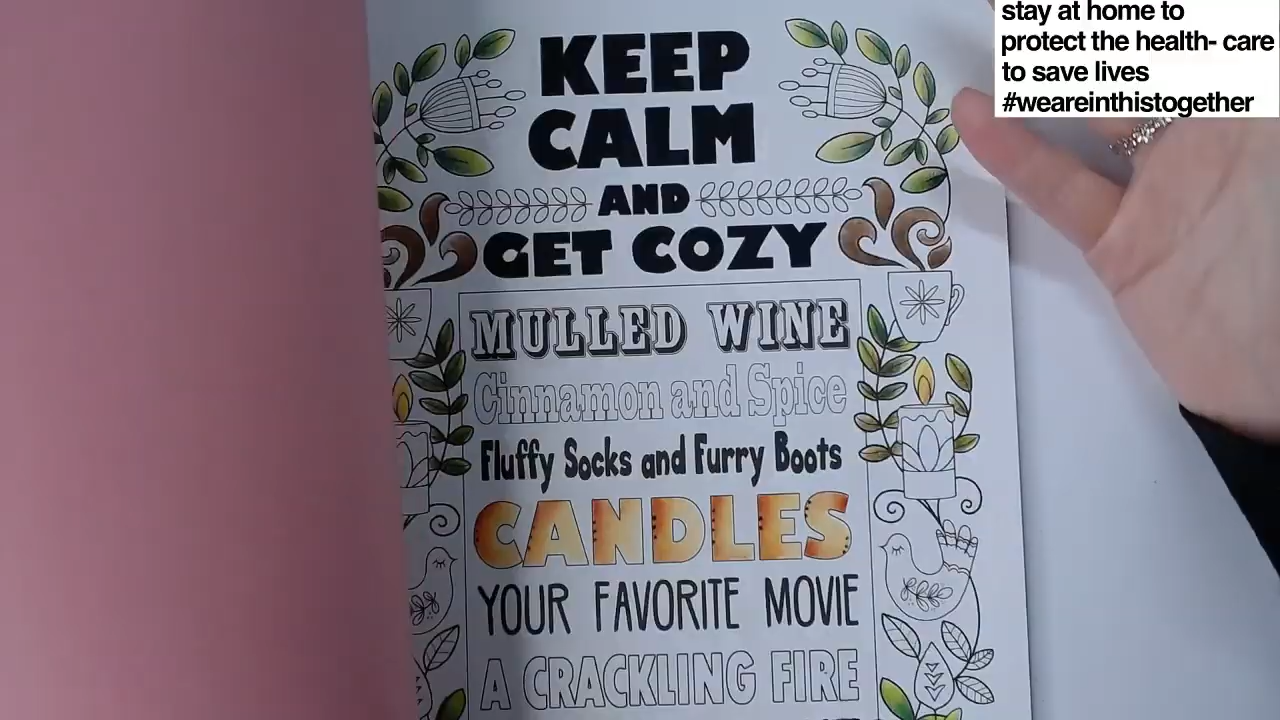 stay at home to
protect the health- care
to save lives
#weareinthistogether
KEEP
CALM
AND
GET COZY
MULLED WINE
Cinnamon and Spice
Fluffy Socks and Furry Boots
CANDLES
YOUR FAVORITE MOVIE
A CRACKLING FIRE